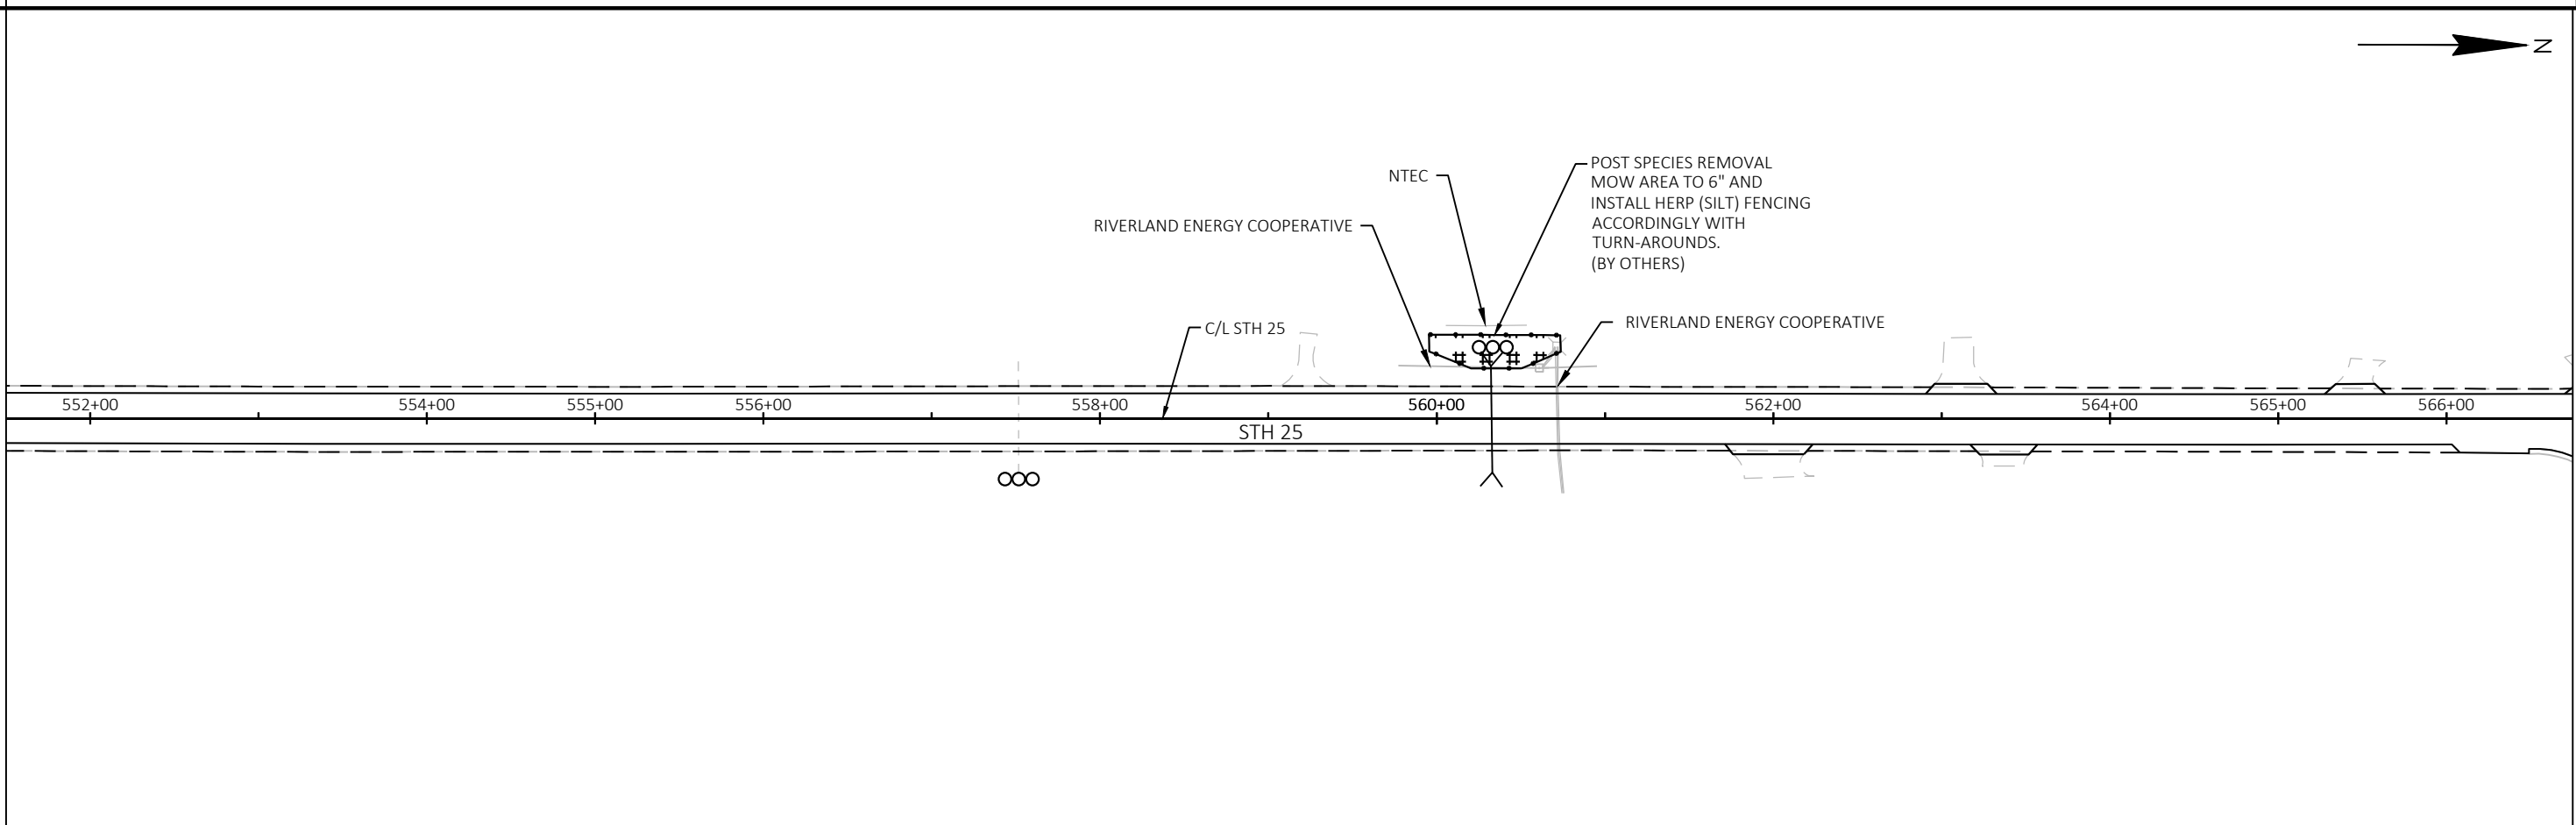 N
POST SPECIES REMOVAL
MOW AREA TO 6" AND
INSTALL HERP (SILT) FENCING
ACCORDINGLY WITH
TURN-AROUNDS.
(BY OTHERS)
NTEC
RIVERLAND ENERGY COOPERATIVE
C/L STH 25
RIVERLAND ENERGY COOPERATIVE
552+00 554+00 555+00 556+00 558+00 560+00 562+00 564+00 565+00 566+00
STH 25